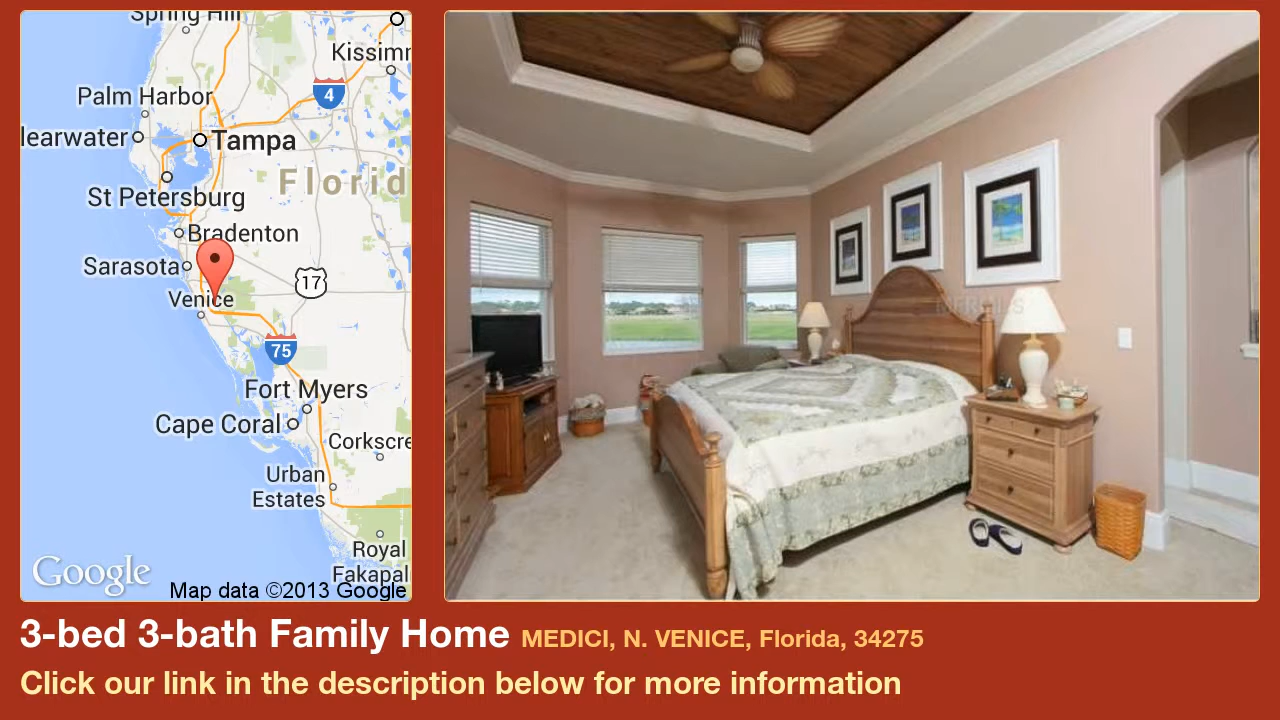 Spring Hill
Kissimr
4
Palm Harbor
learwater
Tampa
Florid
St Petersburg
Bradenton
Sarasota
17
Venice
75
Fort Myers
Cape Coral
Corkscre
Urban
Estates
Royal
Fakapal
Google
Map data ©2013 Google
3-bed 3-bath Family Home MEDICI, N. VENICE, Florida, 34275
Click our link in the description below for more information